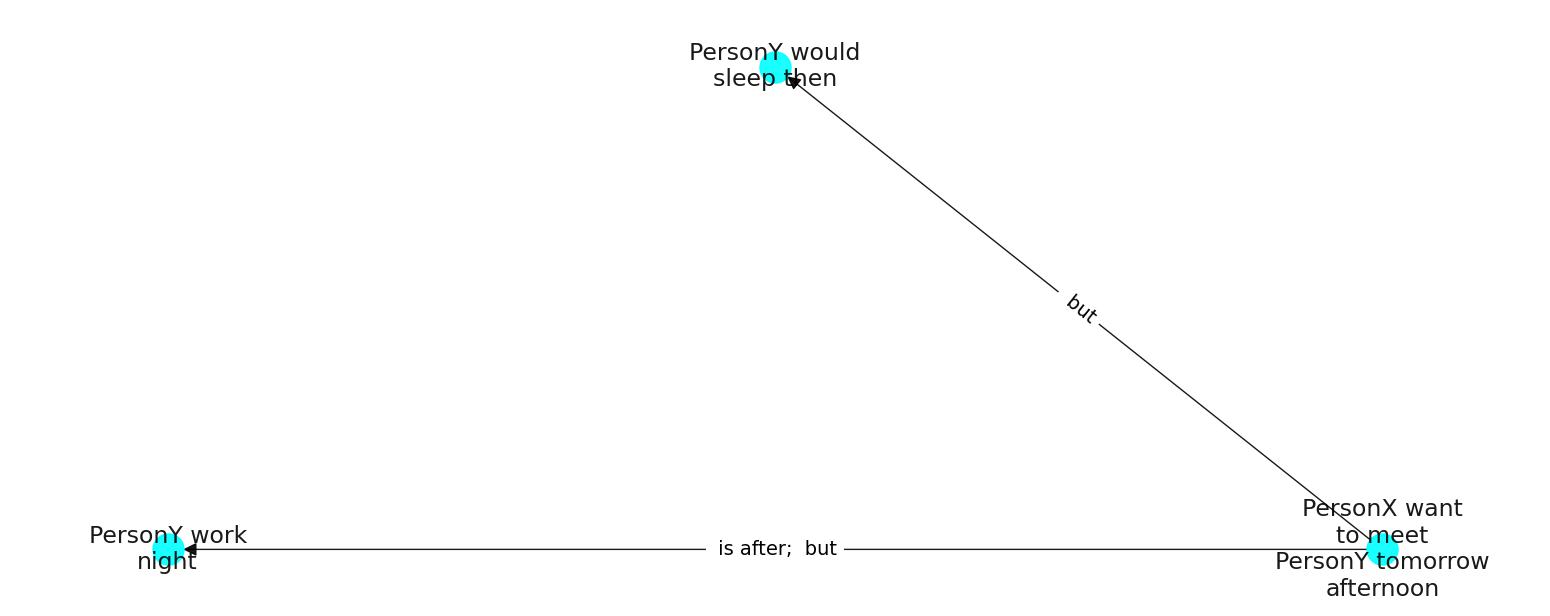 PersonY would
sleep then
but
PersonX want
to meet
PersonY tomorrow
afternoon
PersonY work
night
is after;  but